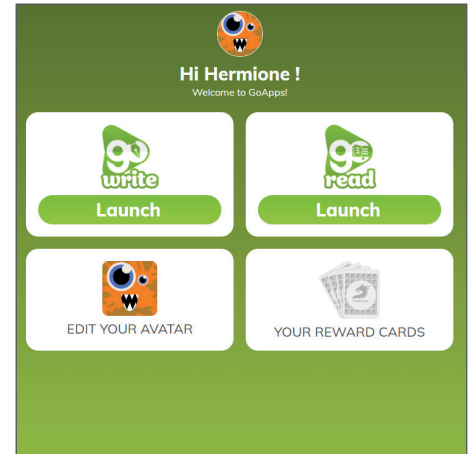 Hi Hermione !
Welcome to GoApps!
go
write
Launch
go
read
Launch
EDIT YOUR AVATAR
YOUR REWARD CARDS